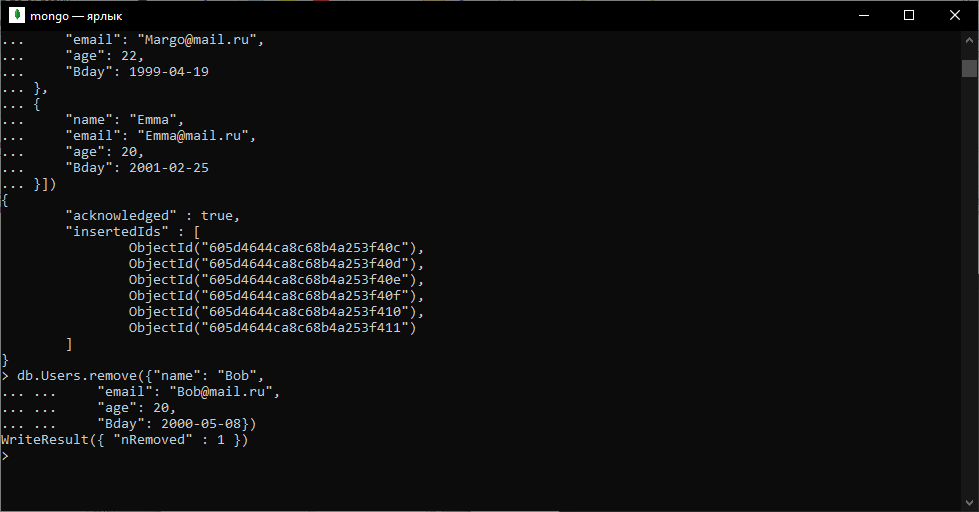 mongo — ярлык
...     "email": "Margo@mail.ru",
...     "age": 22,
...     "Bday": 1999-04-19
... },
... {
...     "name": "Emma",
...     "email": "Emma@mail.ru",
...     "age": 20,
...     "Bday": 2001-02-25
... }])
{
        "acknowledged" : true,
        "insertedIds" : [
                ObjectId("605d4644ca8c68b4a253f40c"),
                ObjectId("605d4644ca8c68b4a253f40d"),
                ObjectId("605d4644ca8c68b4a253f40e"),
                ObjectId("605d4644ca8c68b4a253f40f"),
                ObjectId("605d4644ca8c68b4a253f410"),
                ObjectId("605d4644ca8c68b4a253f411")
        ]
}
> db.Users.remove({"name": "Bob",
... ...     "email": "Bob@mail.ru",
... ...     "age": 20,
... ...     "Bday": 2000-05-08})
WriteResult({ "nRemoved" : 1 })
>